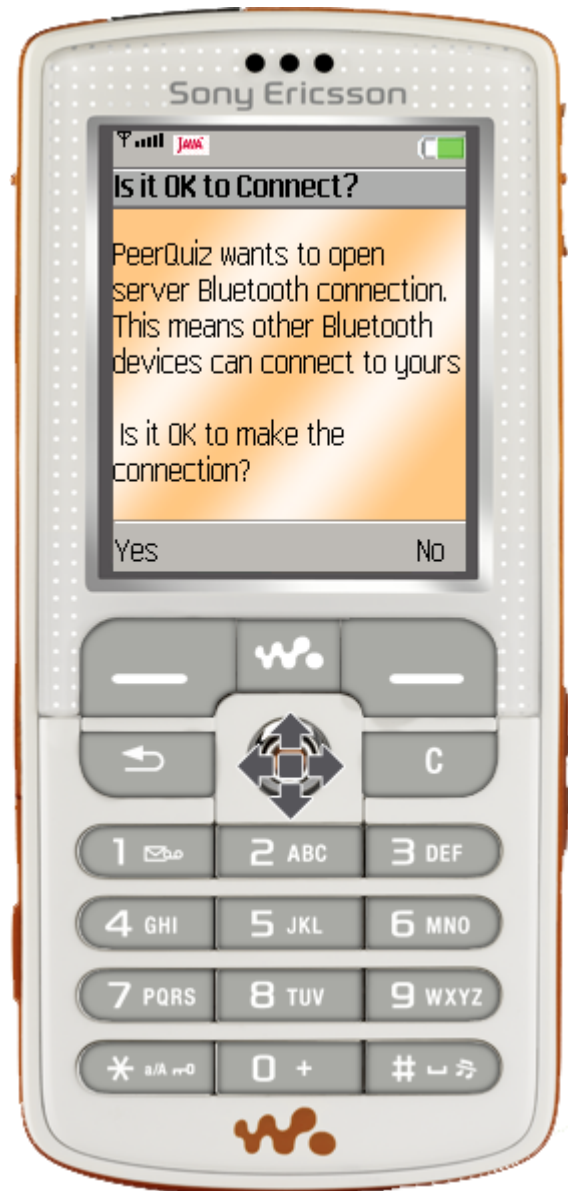 Sony Ericsson
JAVA
Is it OK to Connect?
PeerQuiz wants to open
server Bluetooth connection.
This means other Bluetooth
devices can connect to yours
Is it OK to make the
connection?
Yes No
C
1 2 ABC 3 DEF
4 GHI 5 JKL 6 MNO
7 PQRS 8 TUV 9 WXYZ
* a/A 0 + #